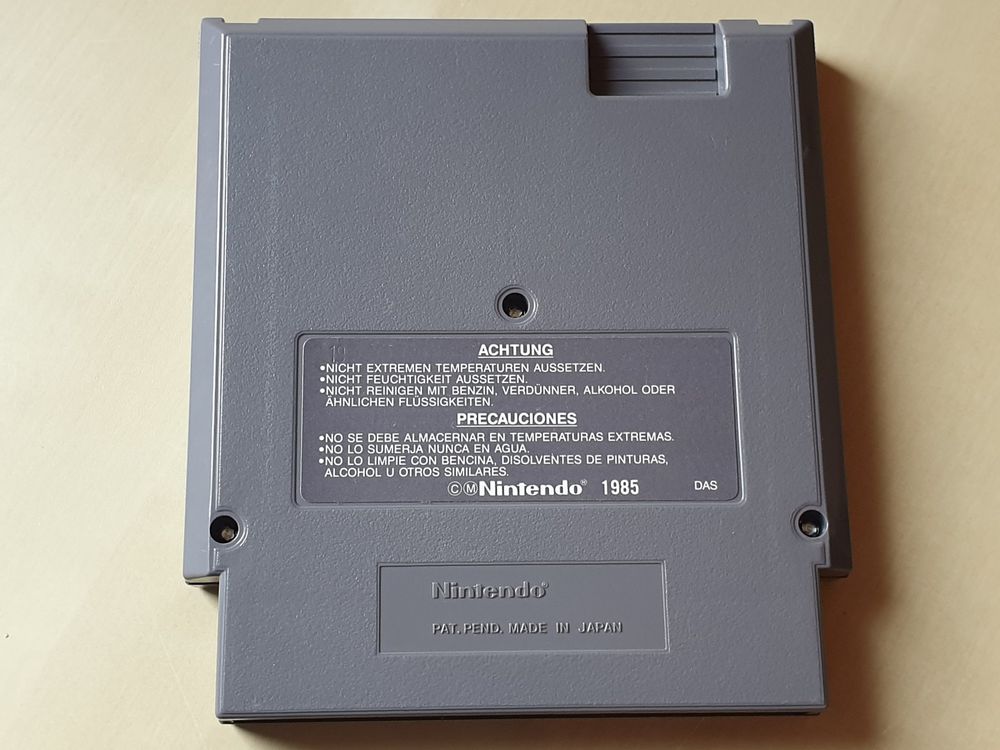 10
ACHTUNG
•NICHT EXTREMEN TEMPERATUREN AUSSETZEN.
•NICHT FEUCHTIGKEIT AUSSETZEN.
•NICHT REINIGEN MIT BENZIN, VERDÜNNER, ALKOHOL ODER
ÄHNLICHEN FLÜSSIGKEITEN.
PRECAUCIONES
•NO SE DEBE ALMACERNAR EN TEMPERATURAS EXTREMAS.
•NO LO SUMERJA NUNCA EN AGUA.
•NO LO LIMPIE CON BENCINA, DISOLVENTES DE PINTURAS,
ALCOHOL U OTROS SIMILARES.
ⒸⓂNintendo® 1985 DAS
Nintendo®
PAT. PEND. MADE IN JAPAN